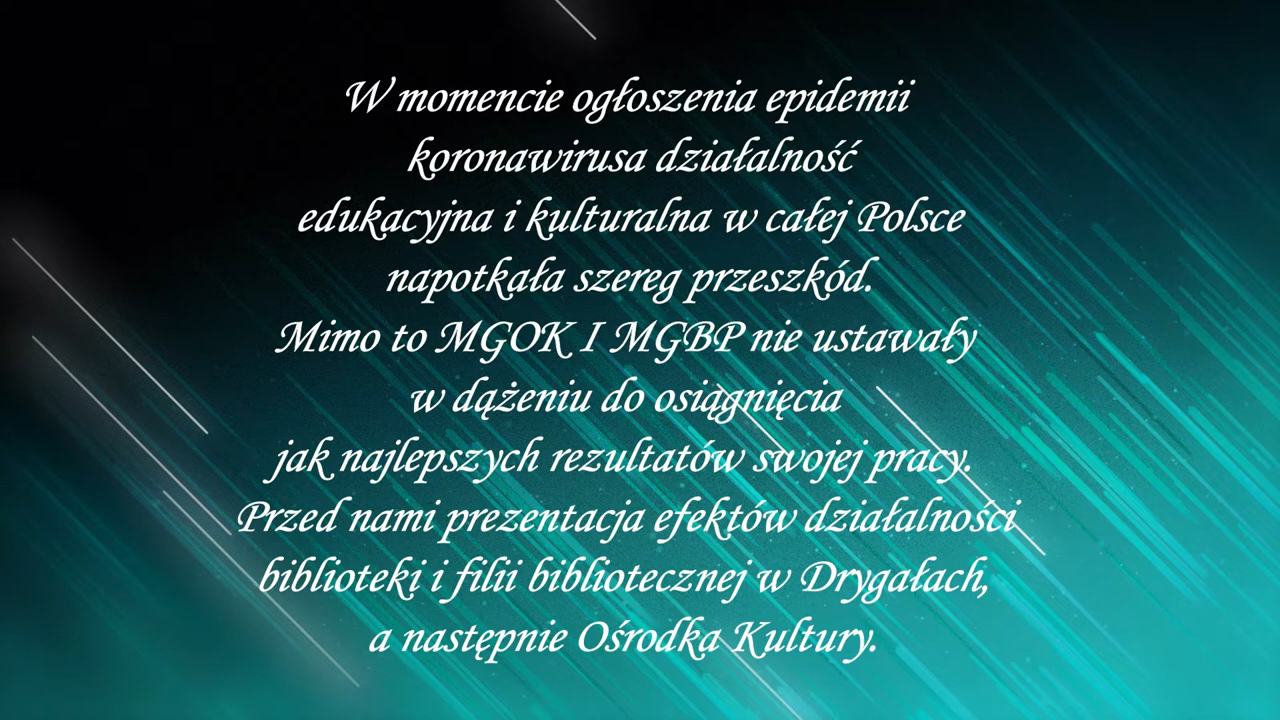 W momencie ogłoszenia epidemii
koronawirusa działalność
edukacyjna i kulturalna w całej Polsce
napotkała szereg przeszkód.
Mimo to MGOK I MGBP nie ustawały
w dążeniu do osiągnięcia
jak najlepszych rezultatów swojej pracy.
Przed nami prezentacja efektów działalności
biblioteki i filii bibliotecznej w Drygałach,
a następnie Ośrodka Kultury.